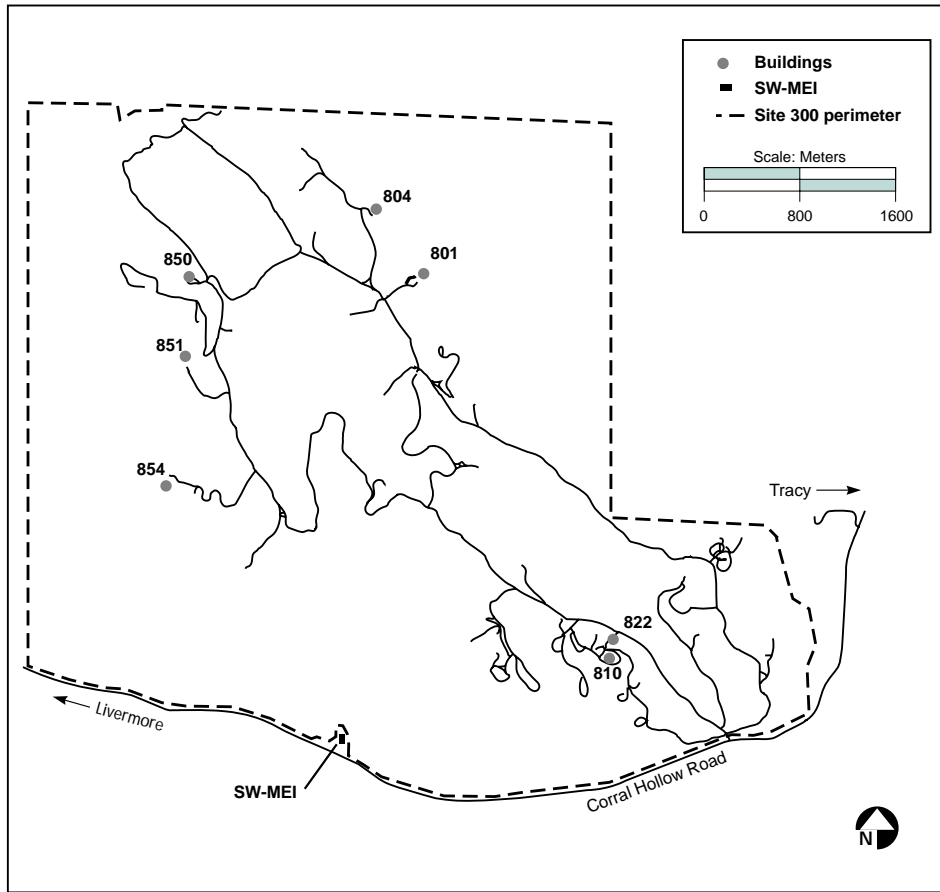 Buildings
SW-MEI
Site 300 perimeter
Scale: Meters
0 800 1600
804
801
850
851
854
Tracy
822
810
Livermore
SW-MEI
Corral Hollow Road
N